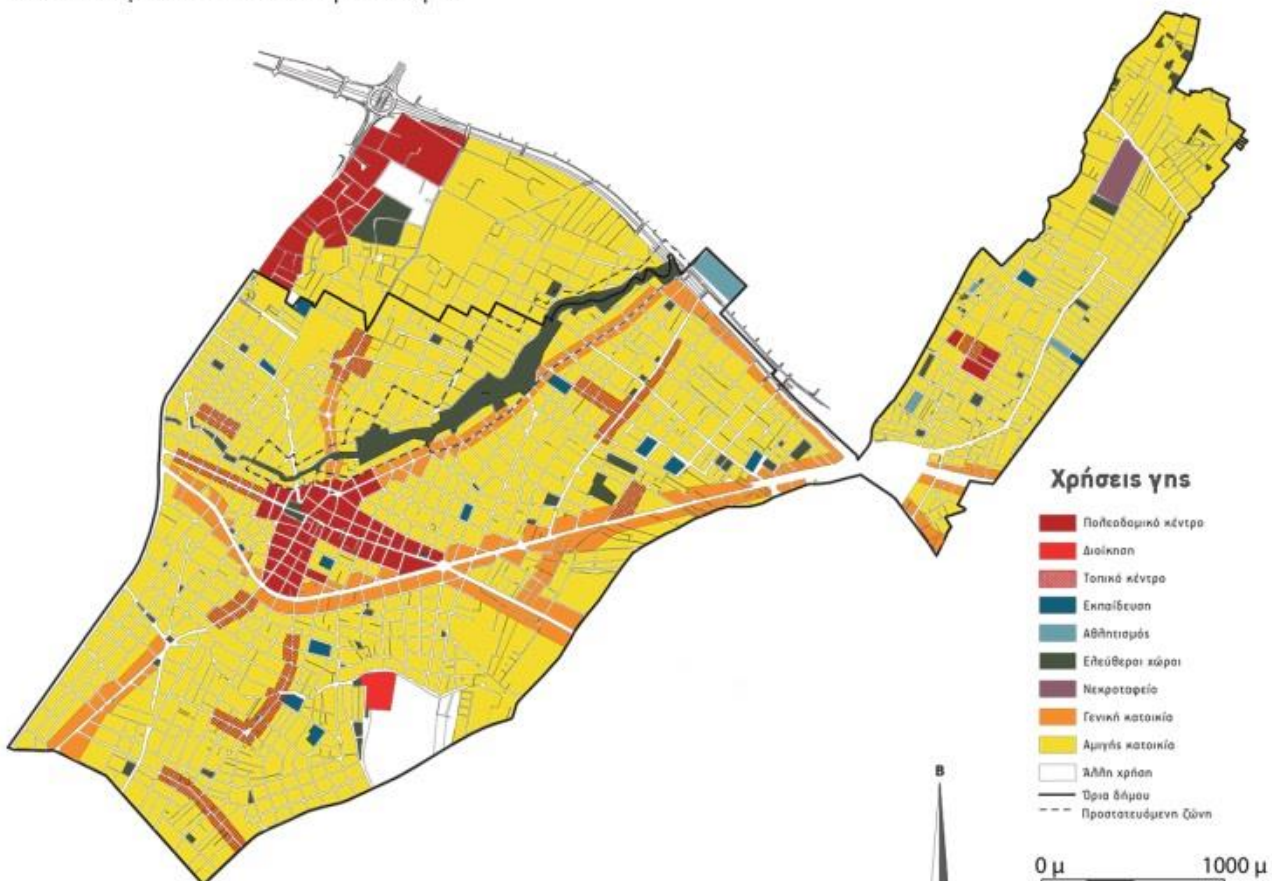 Χρήσεις γης
Πολεοδομικό κέντρο
Διοίκηση
Τοπικό κέντρο
Εκπαίδευση
Αθλητισμός
Ελεύθεροι χώροι
Νεκροταφείο
Γενική κατοικία
Αμιγής κατοικία
Άλλη χρήση
Όρια δήμου
Προστατευόμενη ζώνη
Β
0 μ 1000 μ